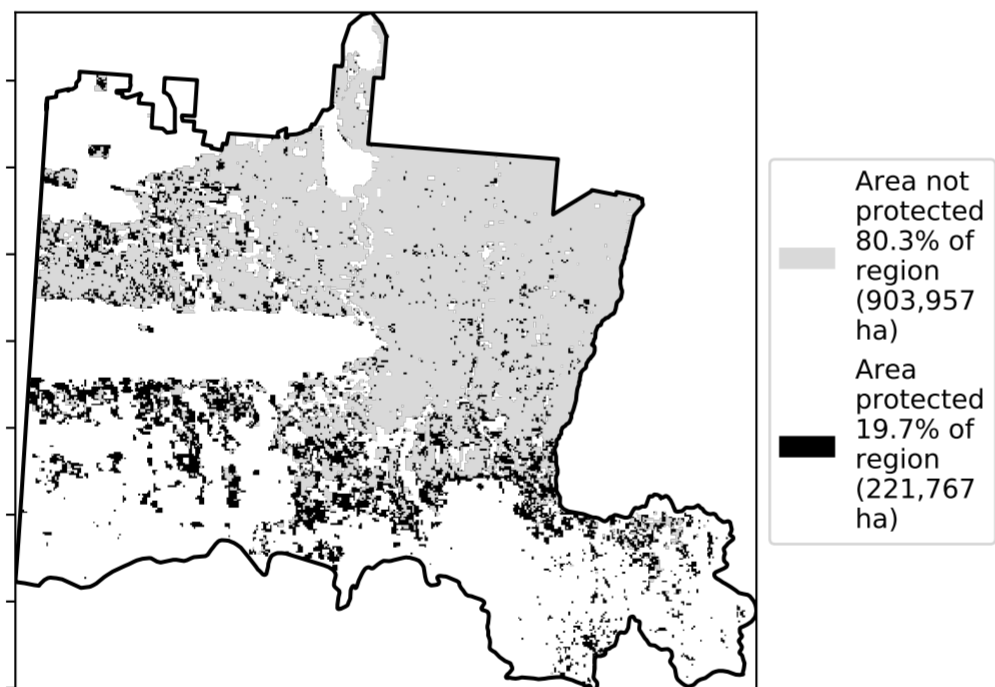 Area not
protected
80.3% of
region
(903,957
ha)
Area
protected
19.7% of
region
(221,767
ha)